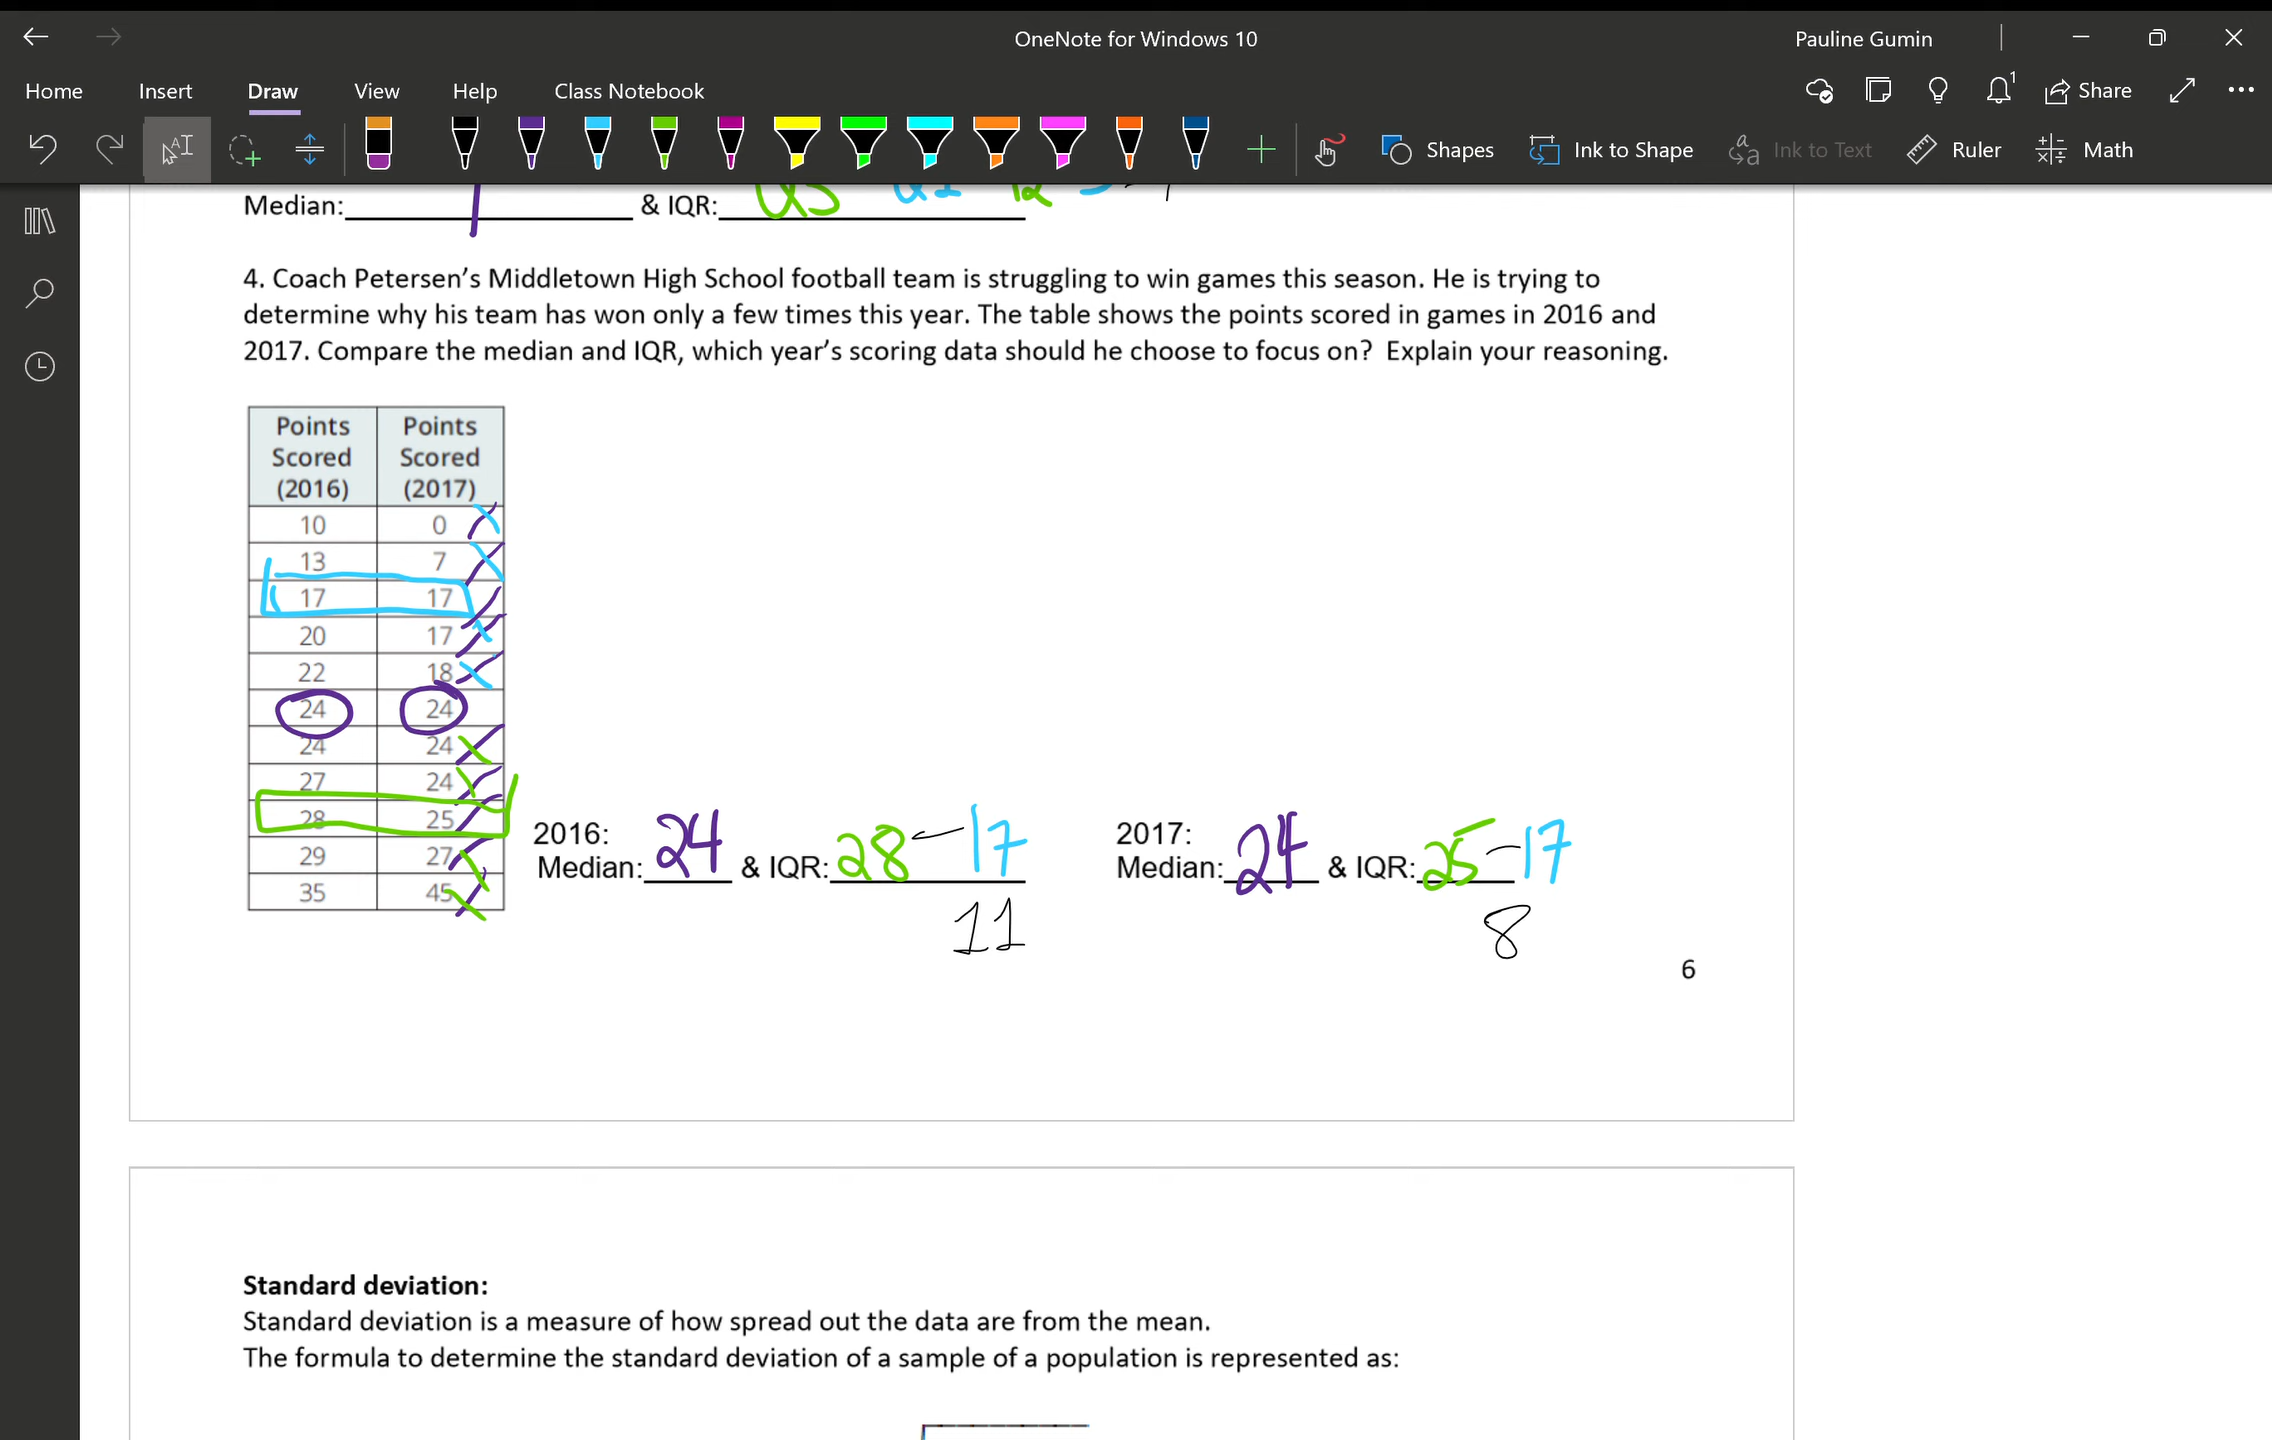 OneNote for Windows 10
Pauline Gumin
Home Insert Draw View Help Class Notebook
1 Share
AI Shapes Ink to Shape a a Ink to Text Ruler Math
Median: & IQR: Q3
4. Coach Petersen's Middletown High School football team is struggling to win games this season. He is trying to
determine why his team has won only a few times this year. The table shows the points scored in games in 2016 and
2017. Compare the median and IQR, which year's scoring data should he choose to focus on? Explain your reasoning.
Points Scored (2016) Points Scored (2017)
10 0
13 7
17 17
20 17
22 18
24 24
24 24
27 24
28 25
29 27
35 45
2016:
Median: 24 & IQR: 28 - 17
11
2017:
Median: 24 & IQR: 25 - 17
8
6
Standard deviation:
Standard deviation is a measure of how spread out the data are from the mean.
The formula to determine the standard deviation of a sample of a population is represented as: